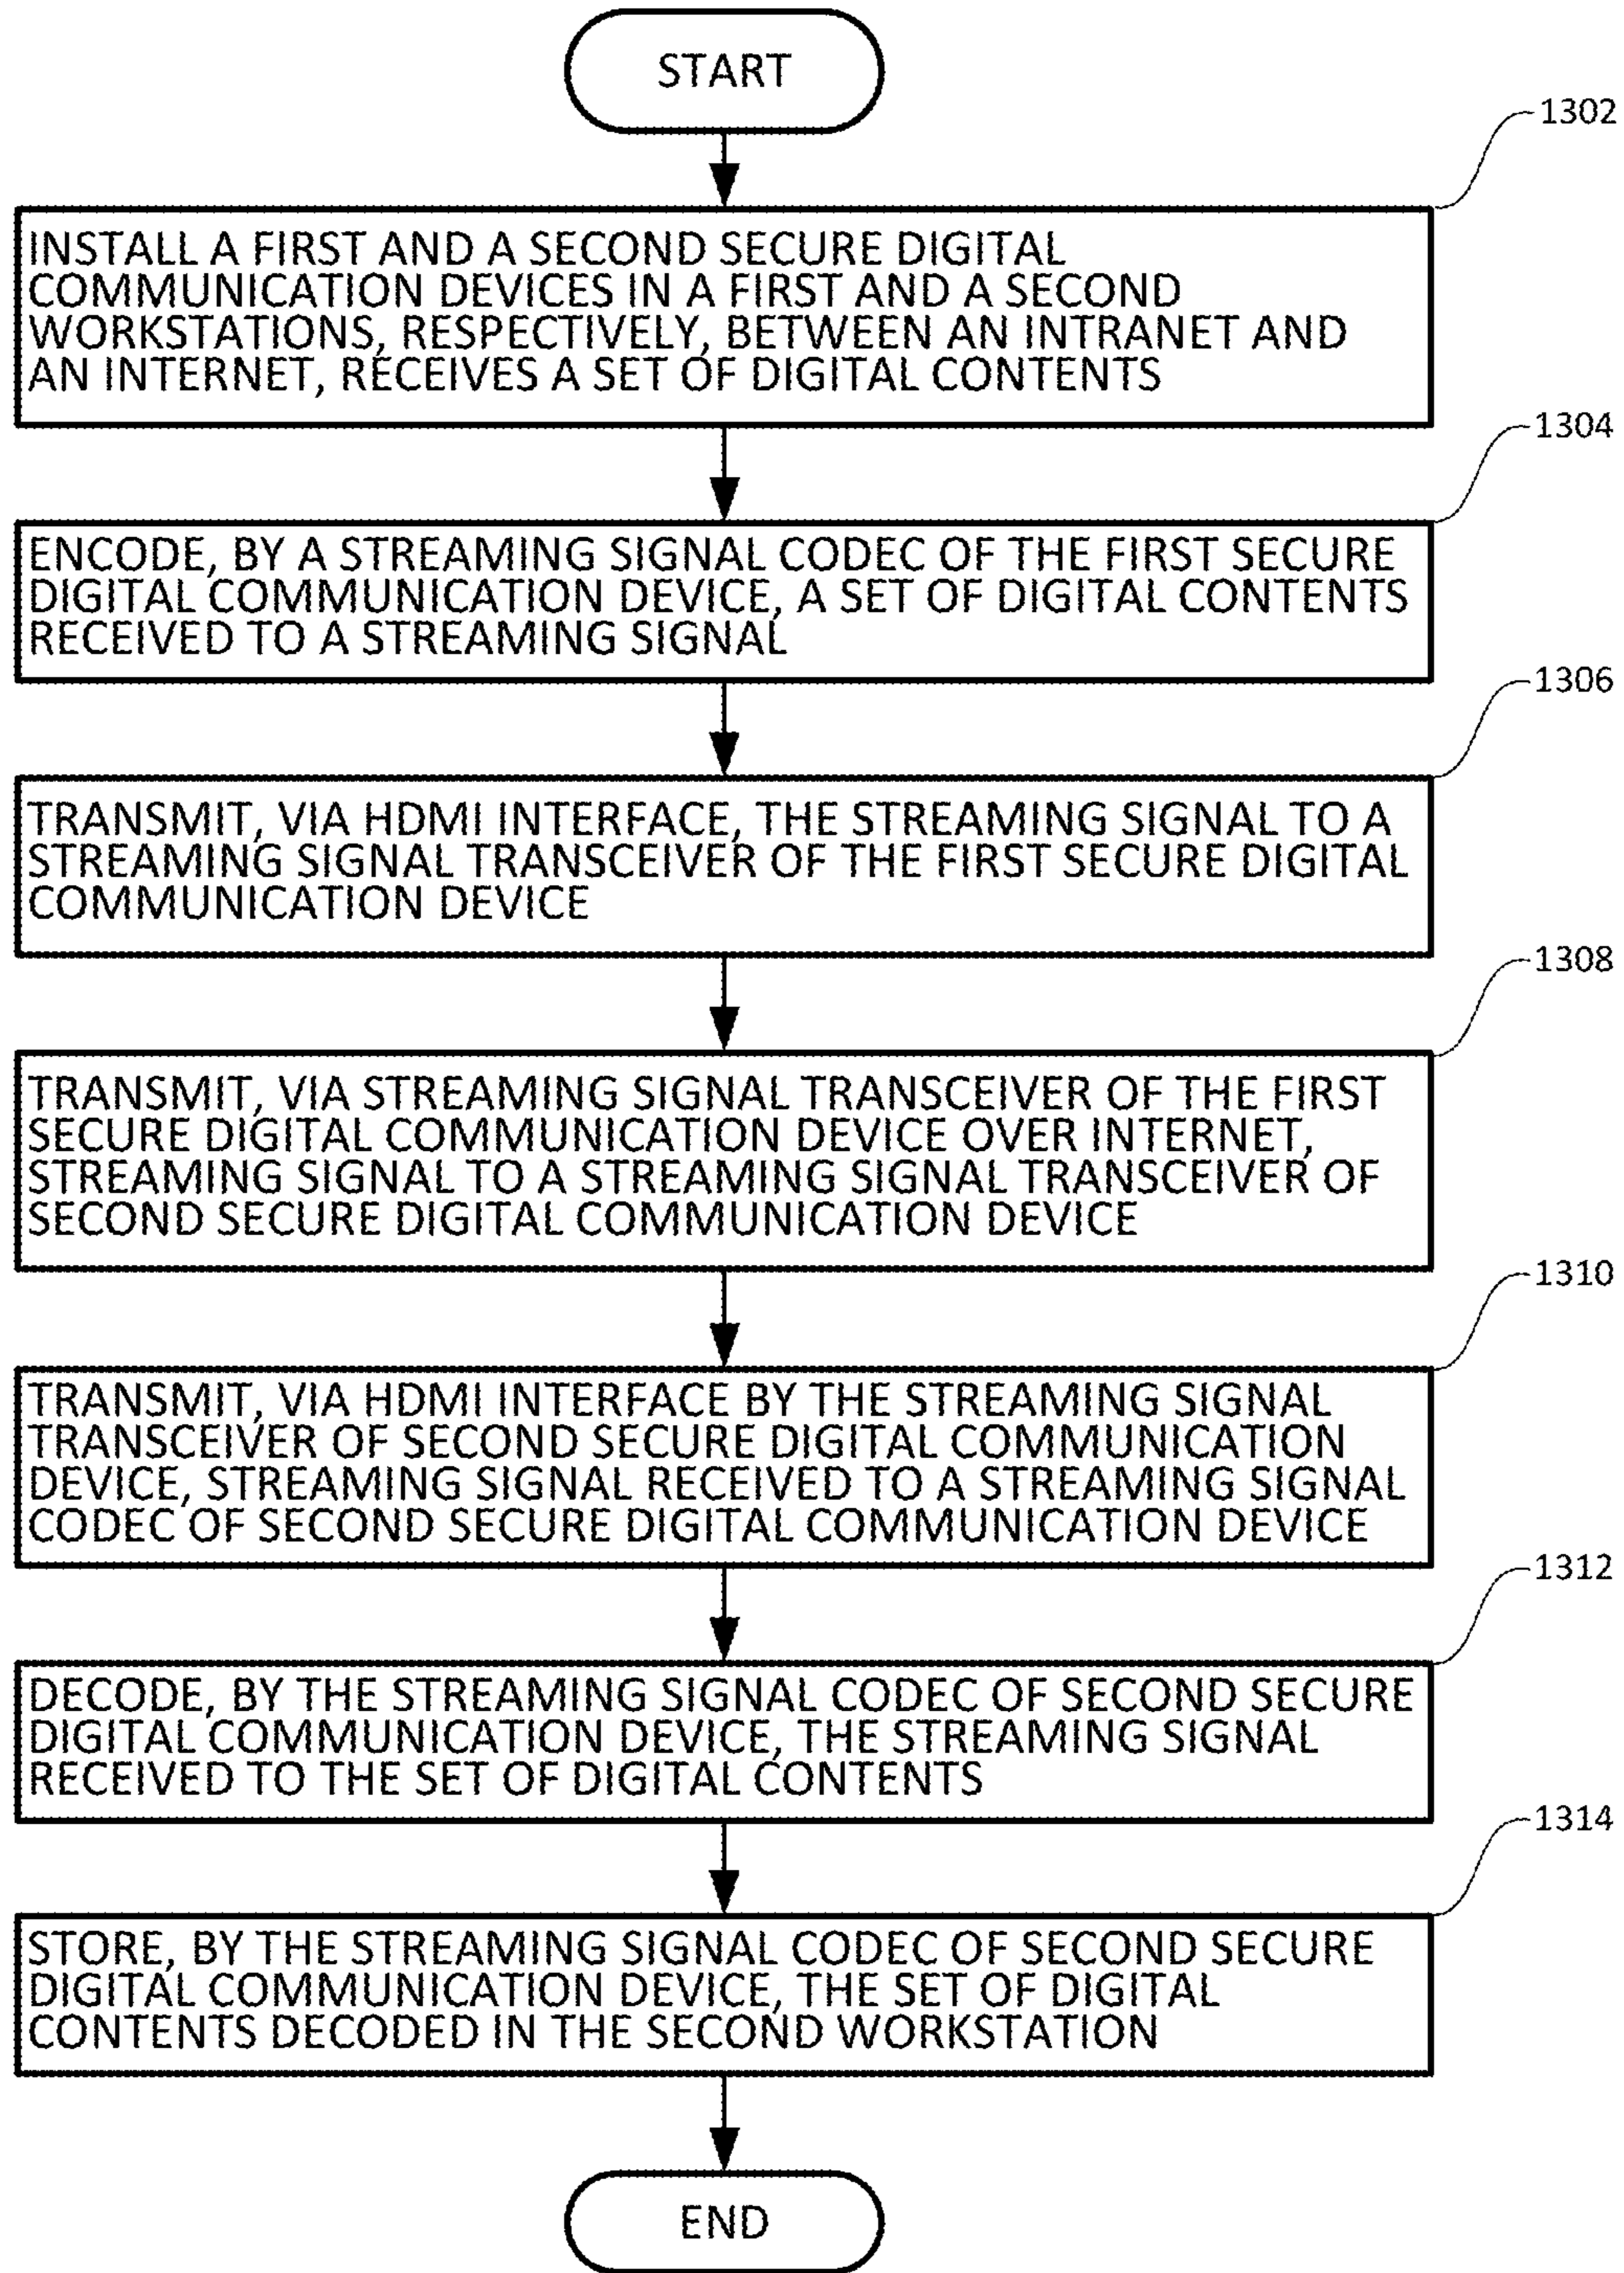 START
1302
INSTALL A FIRST AND A SECOND SECURE DIGITAL
COMMUNICATION DEVICES IN A FIRST AND A SECOND
WORKSTATIONS, RESPECTIVELY, BETWEEN AN INTRANET AND
AN INTERNET, RECEIVES A SET OF DIGITAL CONTENTS
1304
ENCODE, BY A STREAMING SIGNAL CODEC OF THE FIRST SECURE
DIGITAL COMMUNICATION DEVICE, A SET OF DIGITAL CONTENTS
RECEIVED TO A STREAMING SIGNAL
1306
TRANSMIT, VIA HDMI INTERFACE, THE STREAMING SIGNAL TO A
STREAMING SIGNAL TRANSCEIVER OF THE FIRST SECURE DIGITAL
COMMUNICATION DEVICE
1308
TRANSMIT, VIA STREAMING SIGNAL TRANSCEIVER OF THE FIRST
SECURE DIGITAL COMMUNICATION DEVICE OVER INTERNET,
STREAMING SIGNAL TO A STREAMING SIGNAL TRANSCEIVER OF
SECOND SECURE DIGITAL COMMUNICATION DEVICE
1310
TRANSMIT, VIA HDMI INTERFACE BY THE STREAMING SIGNAL
TRANSCEIVER OF SECOND SECURE DIGITAL COMMUNICATION
DEVICE, STREAMING SIGNAL RECEIVED TO A STREAMING SIGNAL
CODEC OF SECOND SECURE DIGITAL COMMUNICATION DEVICE
1312
DECODE, BY THE STREAMING SIGNAL CODEC OF SECOND SECURE
DIGITAL COMMUNICATION DEVICE, THE STREAMING SIGNAL
RECEIVED TO THE SET OF DIGITAL CONTENTS
1314
STORE, BY THE STREAMING SIGNAL CODEC OF SECOND SECURE
DIGITAL COMMUNICATION DEVICE, THE SET OF DIGITAL
CONTENTS DECODED IN THE SECOND WORKSTATION
END